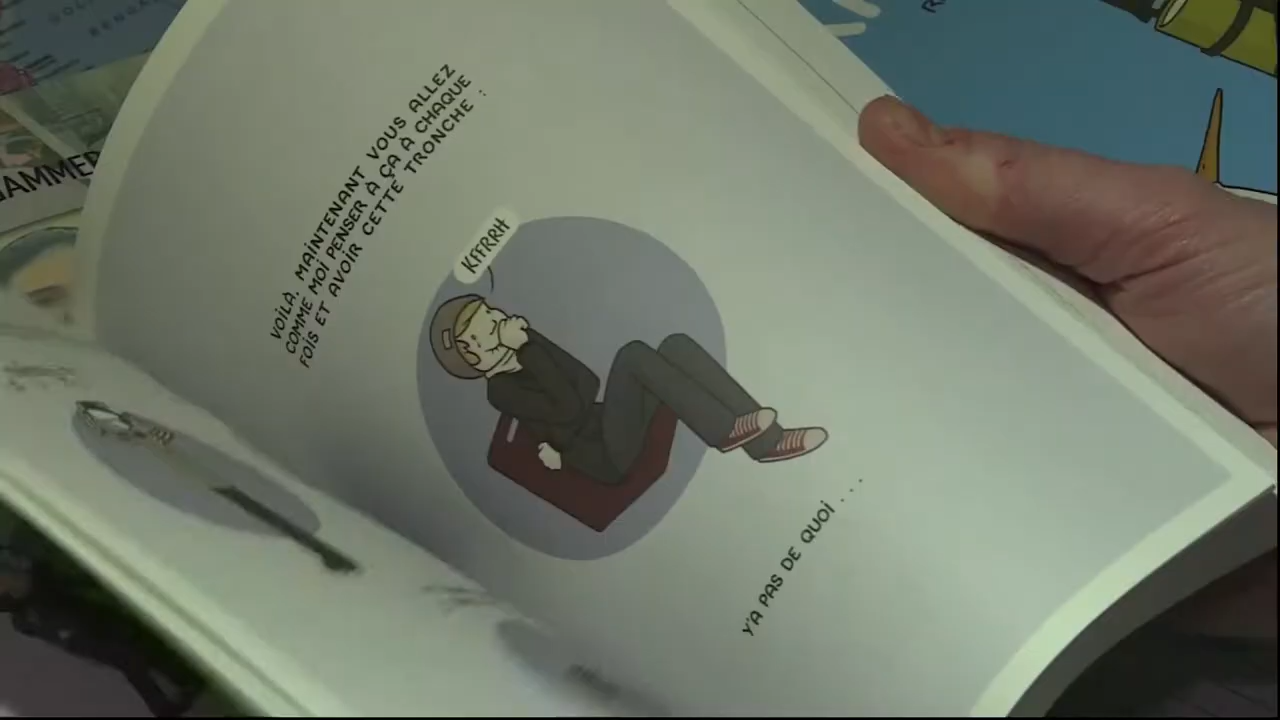 VOILÀ. MAINTENANT VOUS ALLEZ
COMME MOI PENSER À ÇA À CHAQUE
FOIS ET AVOIR CETTE TRONCHE :
KFFRRH
Y'A PAS DE QUOI . . .